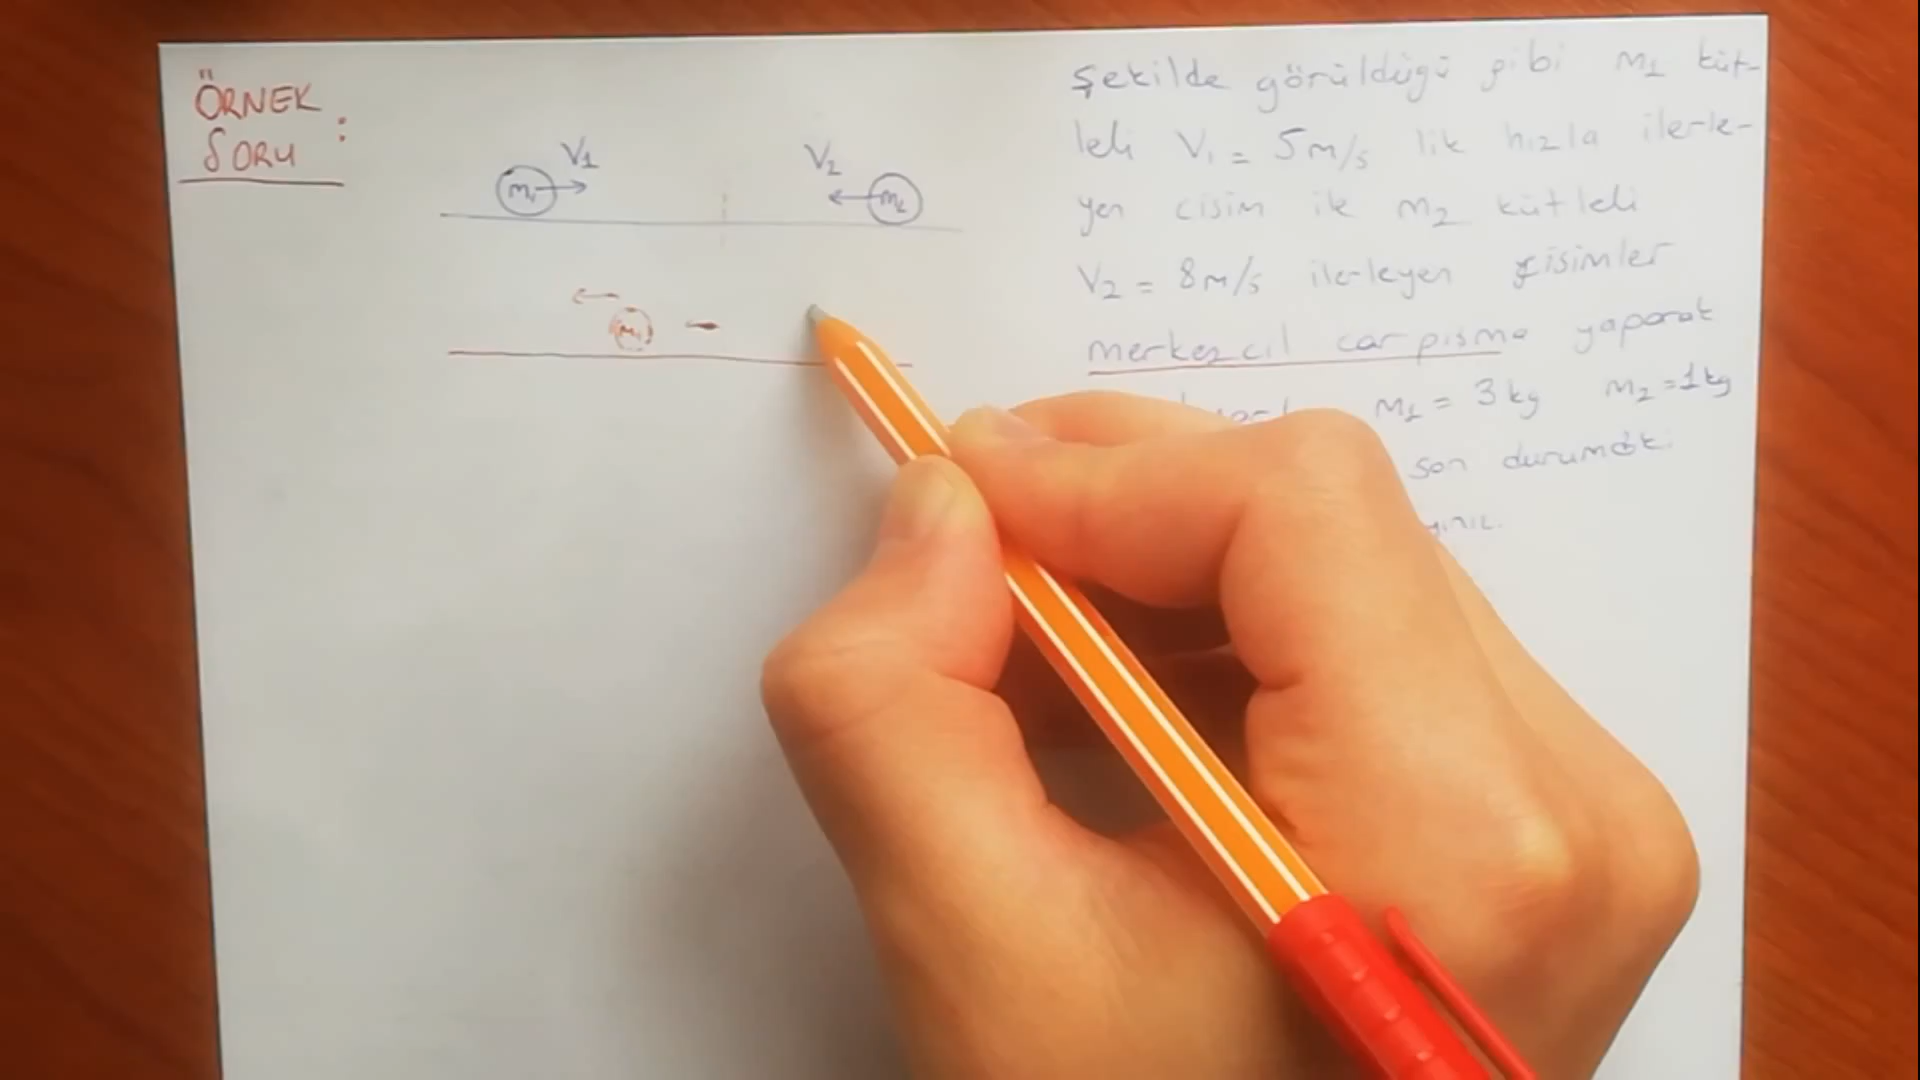 ÖRNEK
SORU :
V1
m1
V2
m2
m1
Şekilde görüldüğü gibi m1 küt-
leli V1 = 5m/s lik hızla ilerle-
yen cisim ile m2 kütleli
V2 = 8m/s ilerleyen çisimler
merkezcil çarpışma yaparak
m1 = 3kg m2 = 1kg
son durumdaki